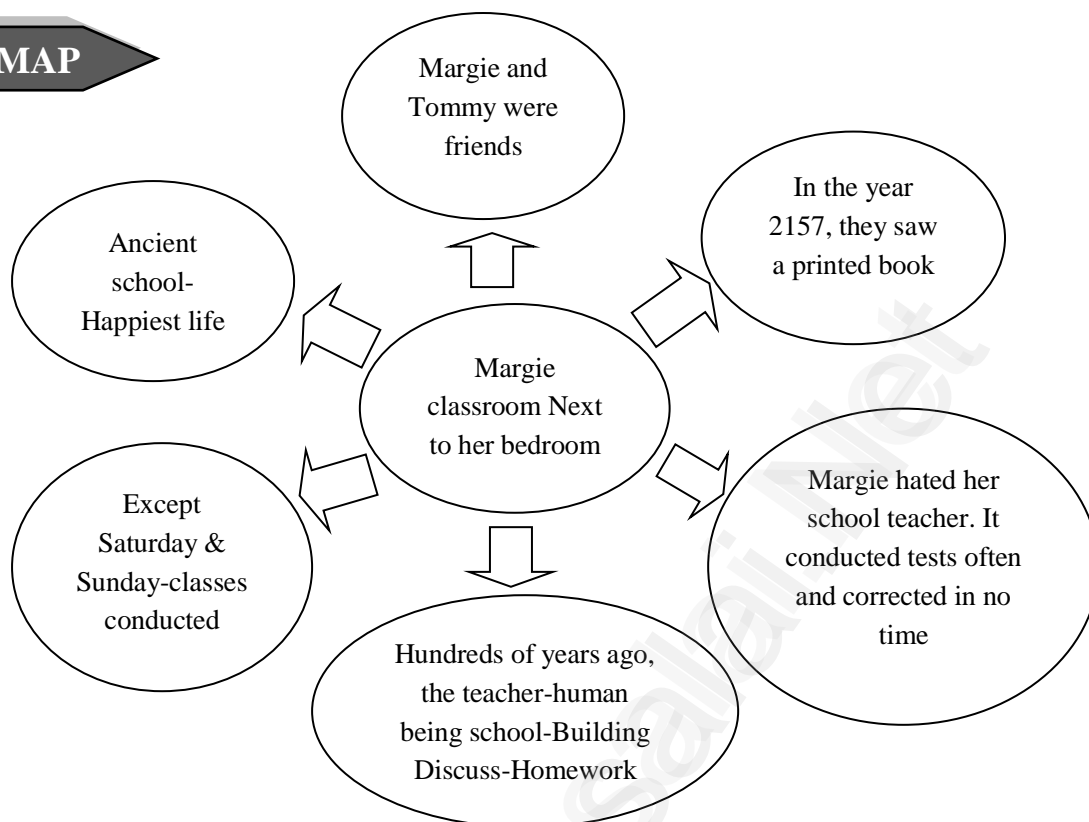 MAP
Margie and
Tommy were
friends
In the year
2157, they saw
a printed book
Ancient
school-
Happiest life
Margie
classroom Next
to her bedroom
Margie hated her
school teacher. It
conducted tests often
and corrected in no
time
Except
Saturday &
Sunday-classes
conducted
Hundreds of years ago,
the teacher-human
being school-Building
Discuss-Homework
salai.Net